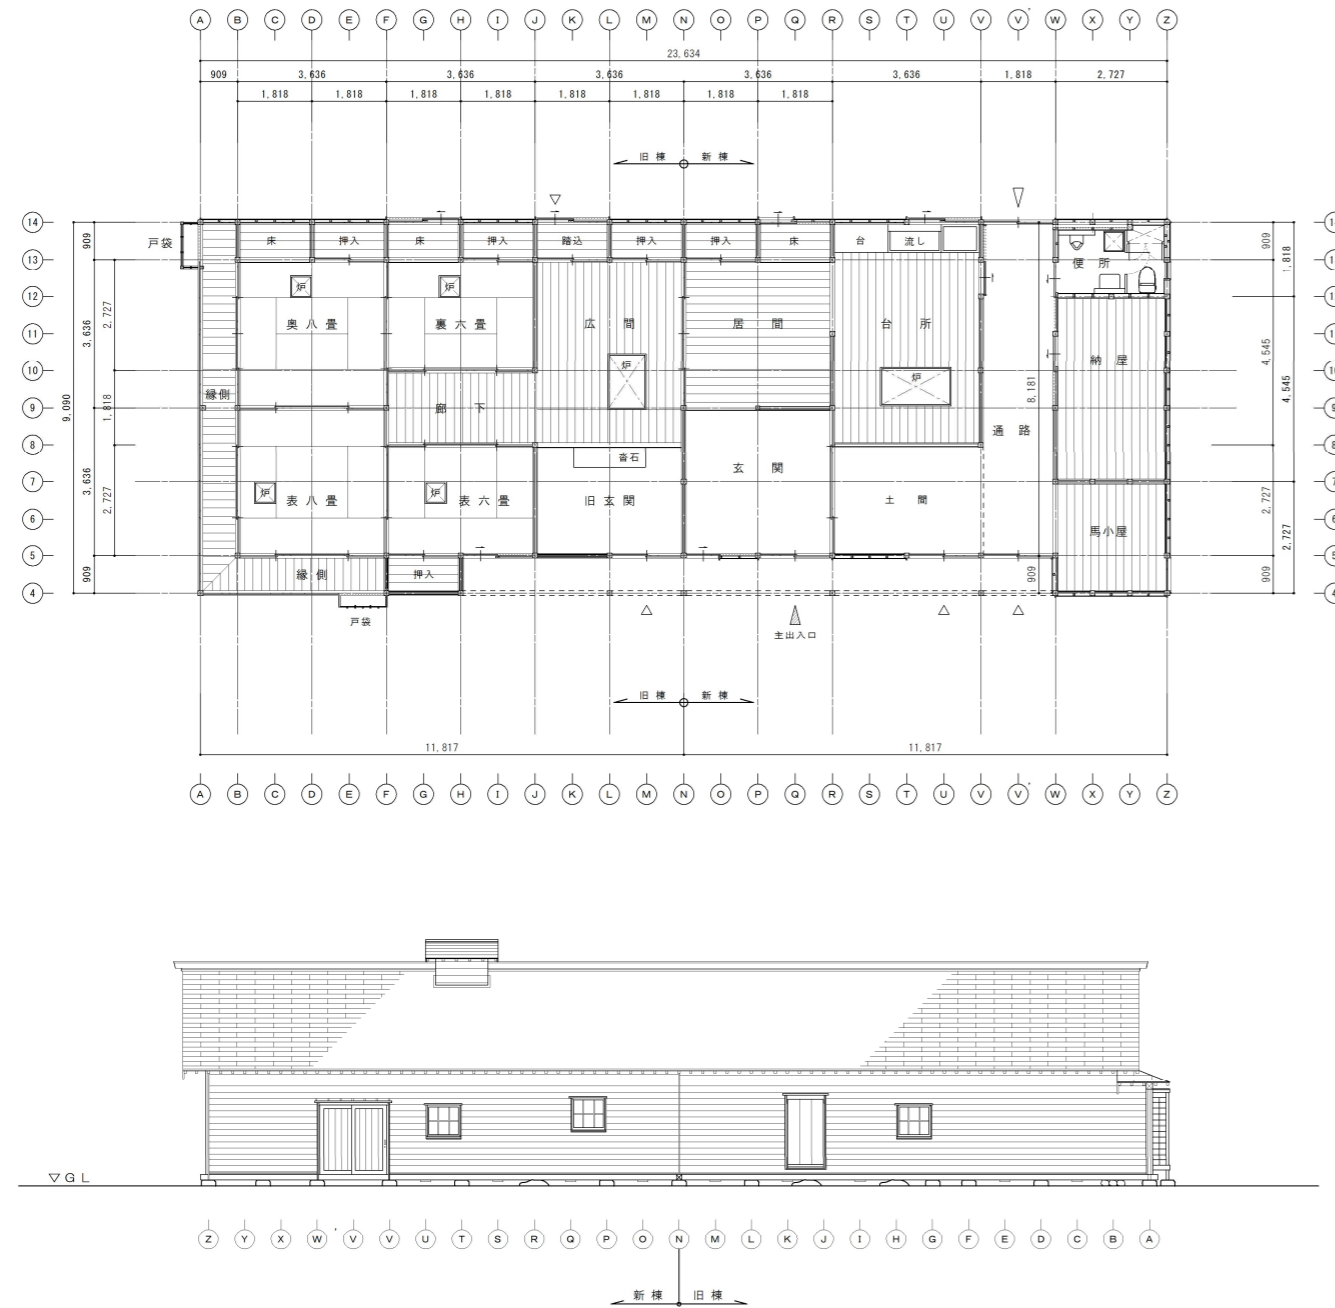 A B C D E F G H I J K L M N O P Q R S T U V V' W X Y Z
23,634
909 3,636 3,636 3,636 3,636 3,636 1,818 2,727
1,818 1,818 1,818 1,818 1,818 1,818 1,818 1,818
旧棟 新棟
14 戸袋 909 床 押入 床 押入 踏込 押入 押入 床 台 流し 909 1,818
13 便所
12 2,727 炉 炉
11 3,636 奥八畳 裏六畳 広間 居間 台所 納屋 4,545 4,545
10 炉 炉
9 9,090 1,818 縁側 廊下 8,181
8 沓石 玄関 通路
7 3,636 炉 炉
6 2,727 表八畳 表六畳 旧玄関 土間 馬小屋 2,727 2,727
5 909 縁側 押入 909 909
4
戸袋 主出入口
旧棟 新棟
11,817 11,817
A B C D E F G H I J K L M N O P Q R S T U V V' W X Y Z
GL
Z Y X W V' V U T S R Q P O N M L K J I H G F E D C B A
新棟 旧棟